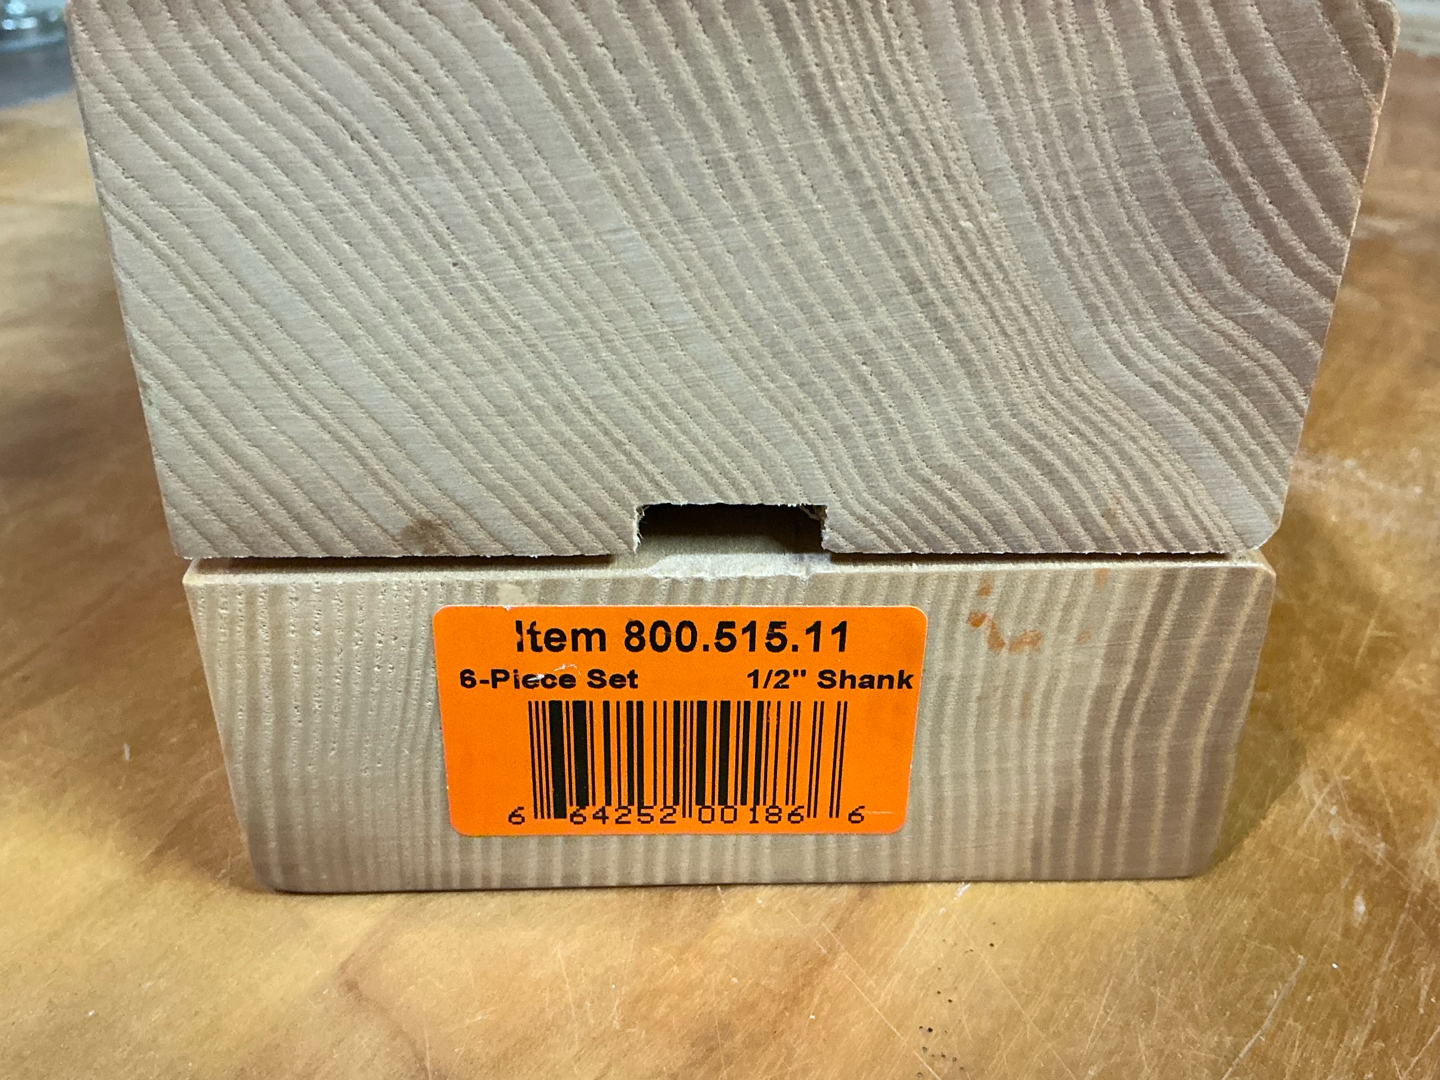 Item 800.515.11
6-Piece Set 1/2" Shank
6 64252 00186 6